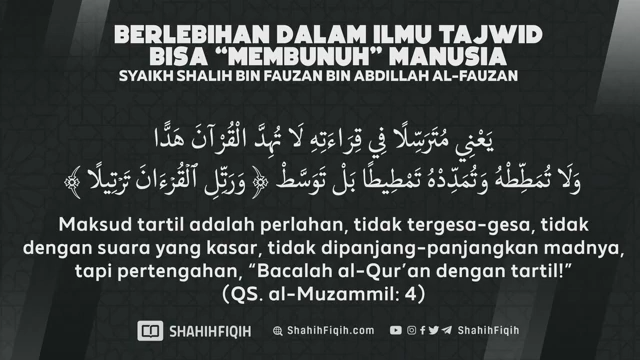 BERLEBIHAN DALAM ILMU TAJWID
BISA “MEMBUNUH” MANUSIA
SYAIKH SHALIH BIN FAUZAN BIN ABDILLAH AL-FAUZAN
يَعْنِي مُتَرَسِّلًا فِي قِرَاءَتِهِ لَا تُهِدَّ الْقُرْآنَ هَدًّا
وَلَا تُمَطِّطْهُ وَتُمَدِّدْهُ تَمْطِيطًا بَلْ تَوَسَّطْ ﴿ وَرَتِّلِ ٱلْقُرْءَانَ تَرْتِيلًا ﴾
Maksud tartil adalah perlahan, tidak tergesa-gesa, tidak
dengan suara yang kasar, tidak dipanjang-panjangkan madnya,
tapi pertengahan, “Bacalah al-Qur’an dengan tartil!”
(QS. al-Muzammil: 4)
SHAHIHFIQIH ShahihFiqih.com ShahihFiqih